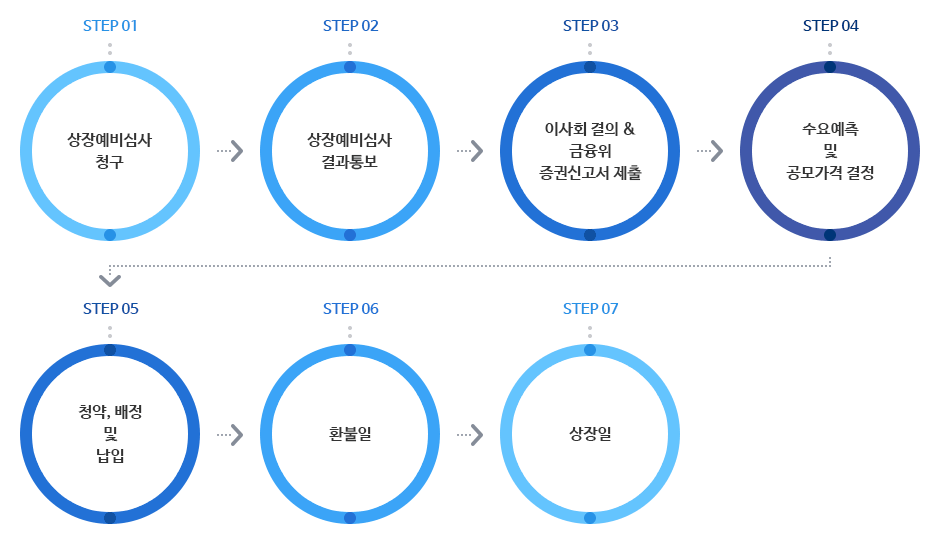 STEP 01
상장예비심사
청구
STEP 02
상장예비심사
결과통보
STEP 03
이사회 결의 &
금융위
증권신고서 제출
STEP 04
수요예측
및
공모가격 결정
STEP 05
청약, 배정
및
납입
STEP 06
환불일
STEP 07
상장일